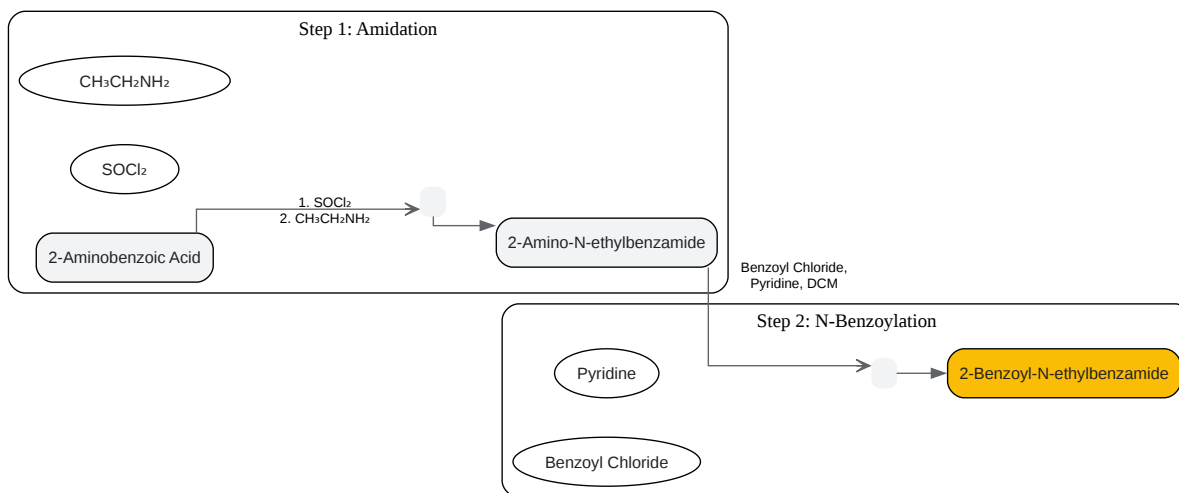 Step 1: Amidation
CH₃CH₂NH₂
SOCl₂
1. SOCl₂
2. CH₃CH₂NH₂
2-Aminobenzoic Acid
2-Amino-N-ethylbenzamide
Benzoyl Chloride,
Pyridine, DCM
Step 2: N-Benzoylation
Pyridine
2-Benzoyl-N-ethylbenzamide
Benzoyl Chloride